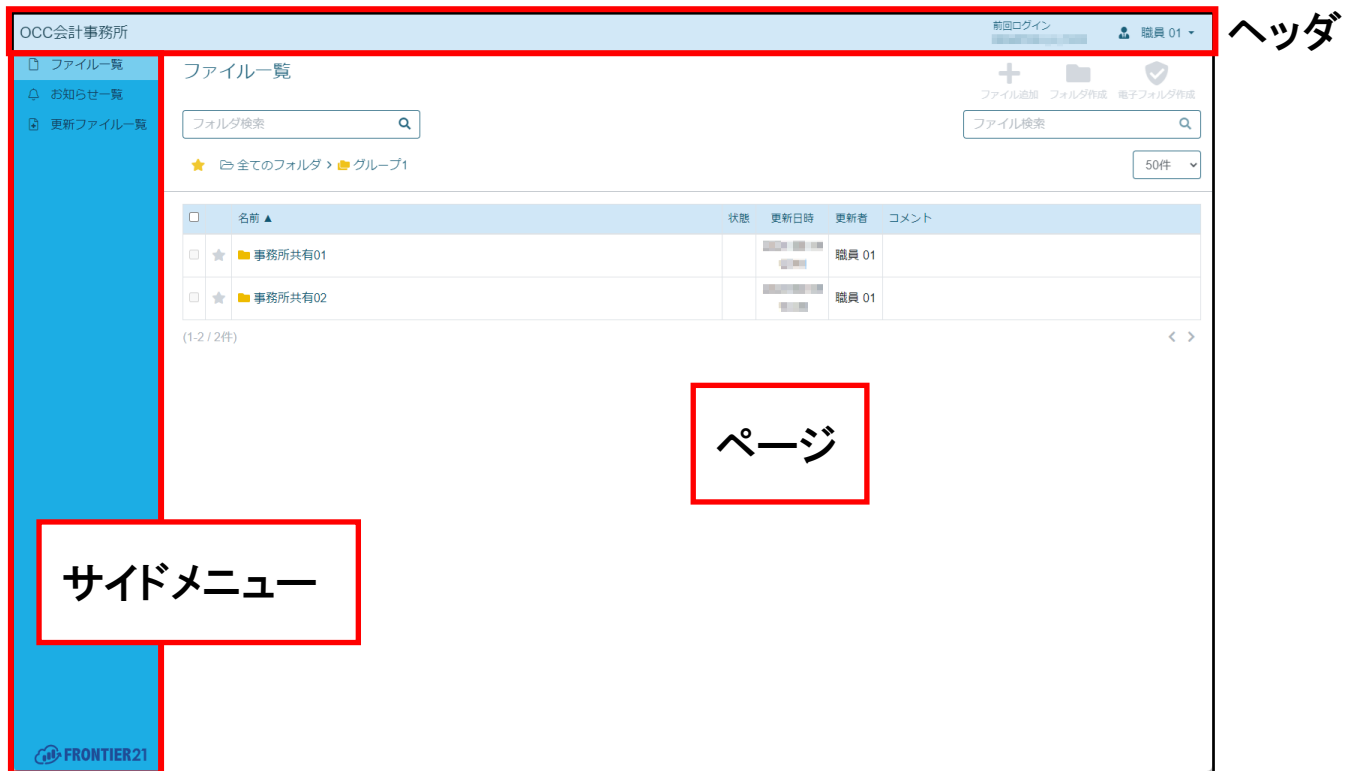 OCC会計事務所
前回ログイン
職員 01
ヘッダ
ファイル一覧
お知らせ一覧
更新ファイル一覧
ファイル一覧
ファイル追加 フォルダ作成 電子フォルダ作成
フォルダ検索
ファイル検索
全てのフォルダ > グループ1
50件
名前▲ 状態 更新日時 更新者 コメント
事務所共有01 職員 01
事務所共有02 職員 01
(1-2 / 2件)
ページ
サイドメニュー
FRONTIER21